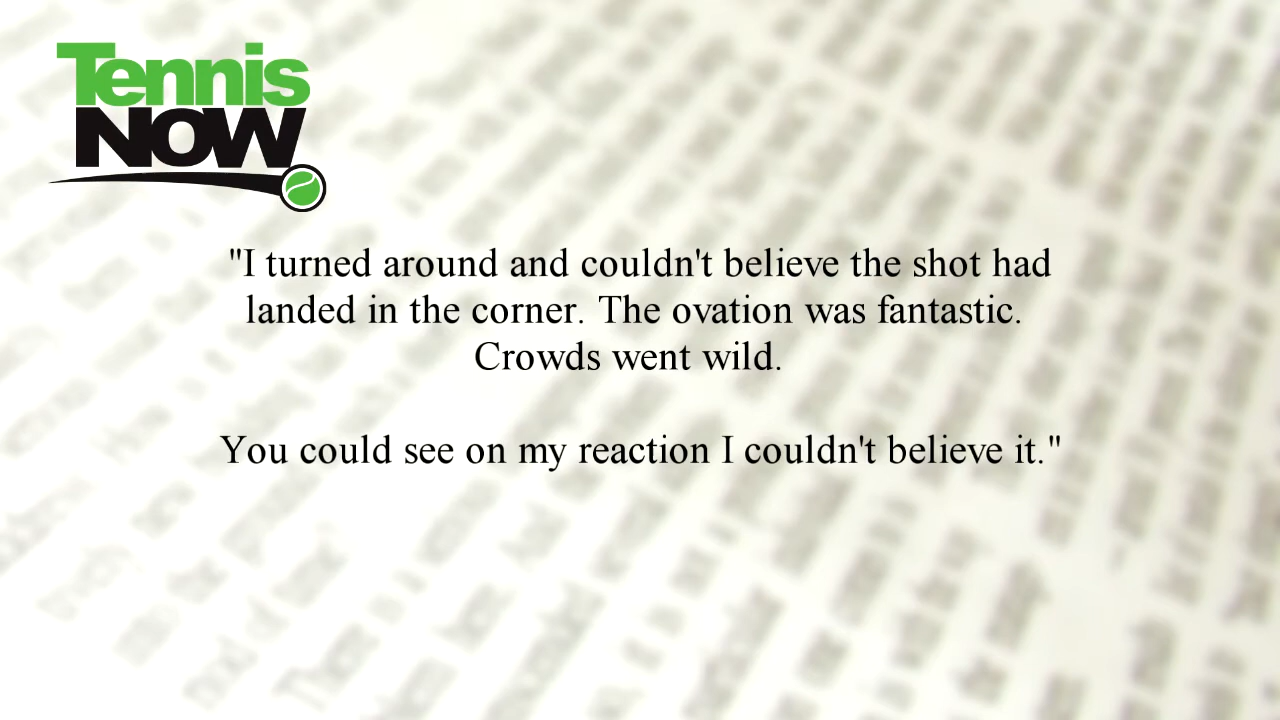 Tennis
NOW
"I turned around and couldn't believe the shot had
landed in the corner. The ovation was fantastic.
Crowds went wild.
You could see on my reaction I couldn't believe it."